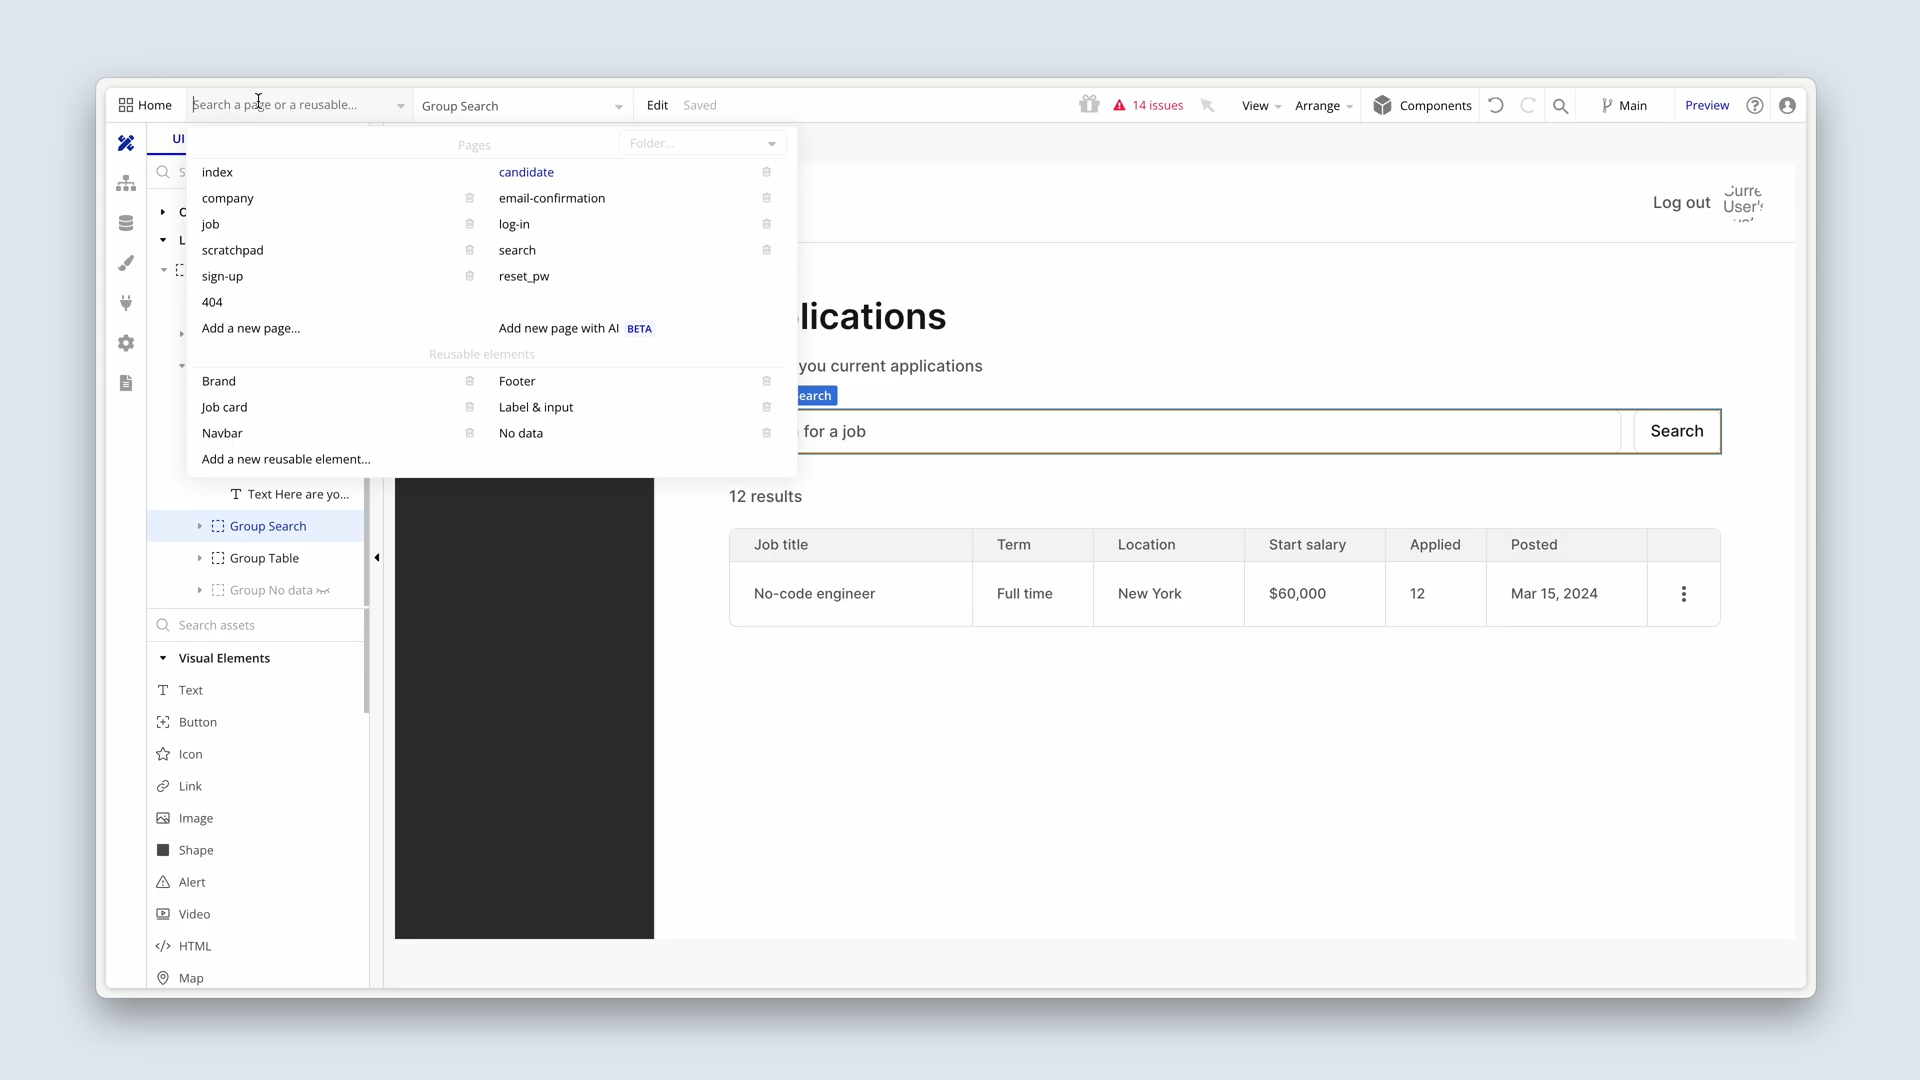 Home
Search a page or a reusable...
Group Search
Edit
Saved
14 issues
View
Arrange
Components
Main
Preview
UI
S
Pages
Folder...
index
candidate
company
email-confirmation
job
log-in
scratchpad
search
sign-up
reset_pw
404
Add a new page...
Add new page with AI BETA
Reusable elements
Brand
Footer
Job card
Label & input
Navbar
No data
Add a new reusable element...
L
Text Here are yo...
Group Search
Group Table
Group No data
Search assets
Visual Elements
Text
Button
Icon
Link
Image
Shape
Alert
Video
HTML
Map
Log out
Curre
User's
lications
you current applications
earch
for a job
Search
12 results
Job title
Term
Location
Start salary
Applied
Posted
No-code engineer
Full time
New York
$60,000
12
Mar 15, 2024